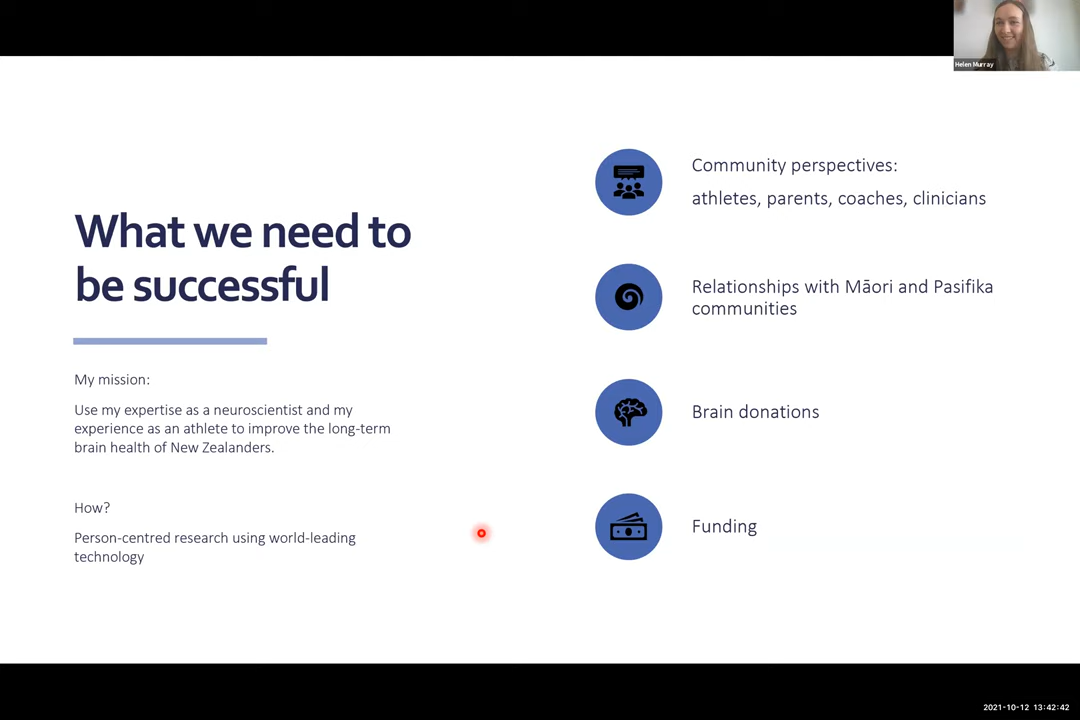 Helen Murray
What we need to
be successful
My mission:
Use my expertise as a neuroscientist and my
experience as an athlete to improve the long-term
brain health of New Zealanders.
How?
Person-centred research using world-leading
technology
Community perspectives:
athletes, parents, coaches, clinicians
Relationships with Māori and Pasifika
communities
Brain donations
Funding
2021-10-12 13:42:42